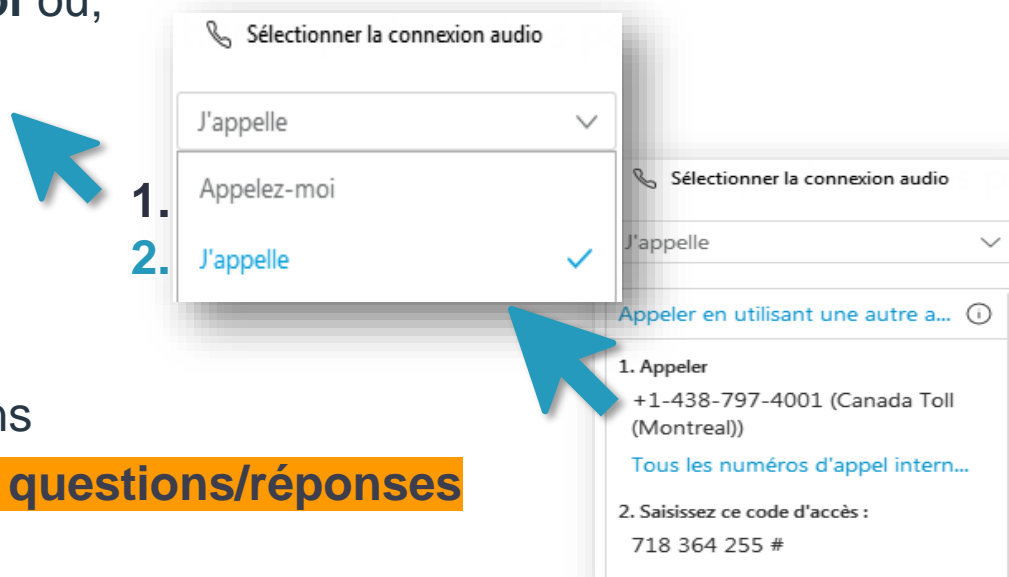 ou,
Sélectionner la connexion audio
J'appelle
1. Appelez-moi
2. J'appelle
Sélectionner la connexion audio
J'appelle
Appeler en utilisant une autre a...
1. Appeler
+1-438-797-4001 (Canada Toll
(Montreal))
Tous les numéros d'appel intern...
2. Saisissez ce code d'accès :
718 364 255 #
questions/réponses